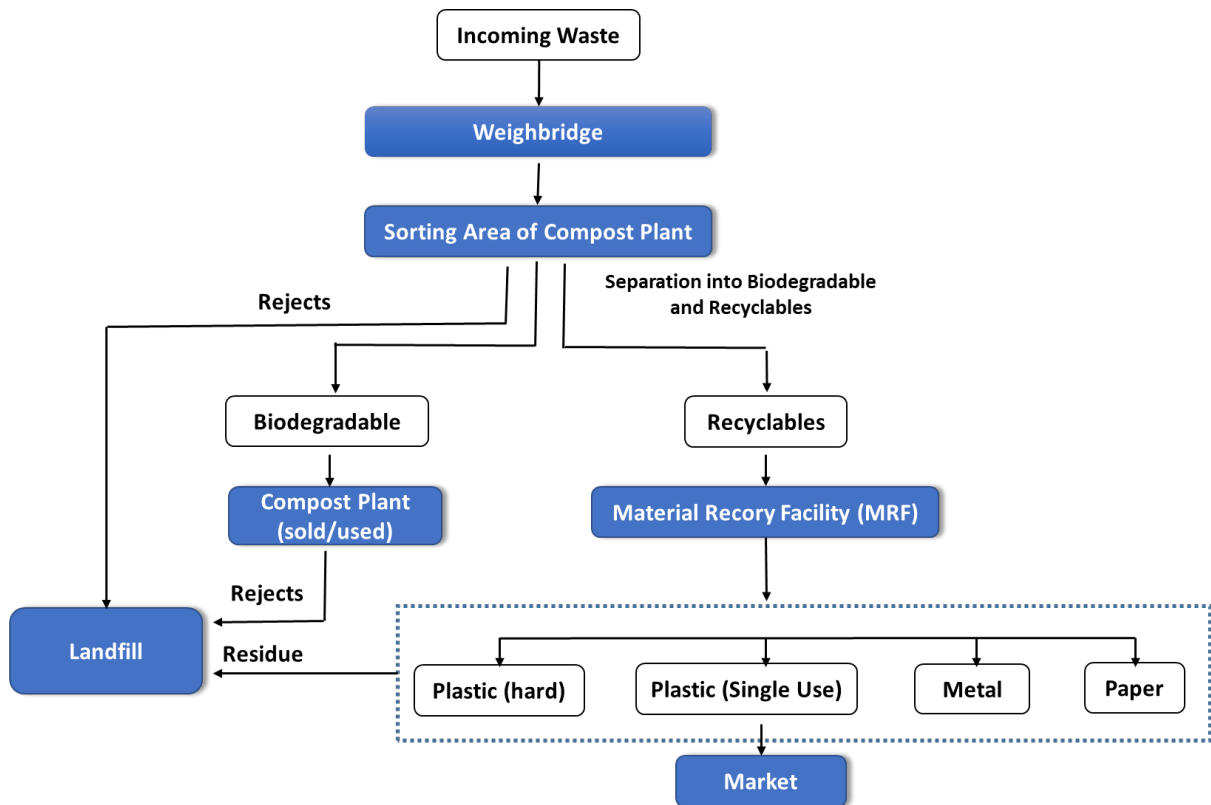 Incoming Waste
Weighbridge
Sorting Area of Compost Plant
Separation into Biodegradable
and Recyclables
Rejects
Biodegradable
Recyclables
Compost Plant
(sold/used)
Material Recory Facility (MRF)
Rejects
Landfill
Residue
Plastic (hard)
Plastic (Single Use)
Metal
Paper
Market